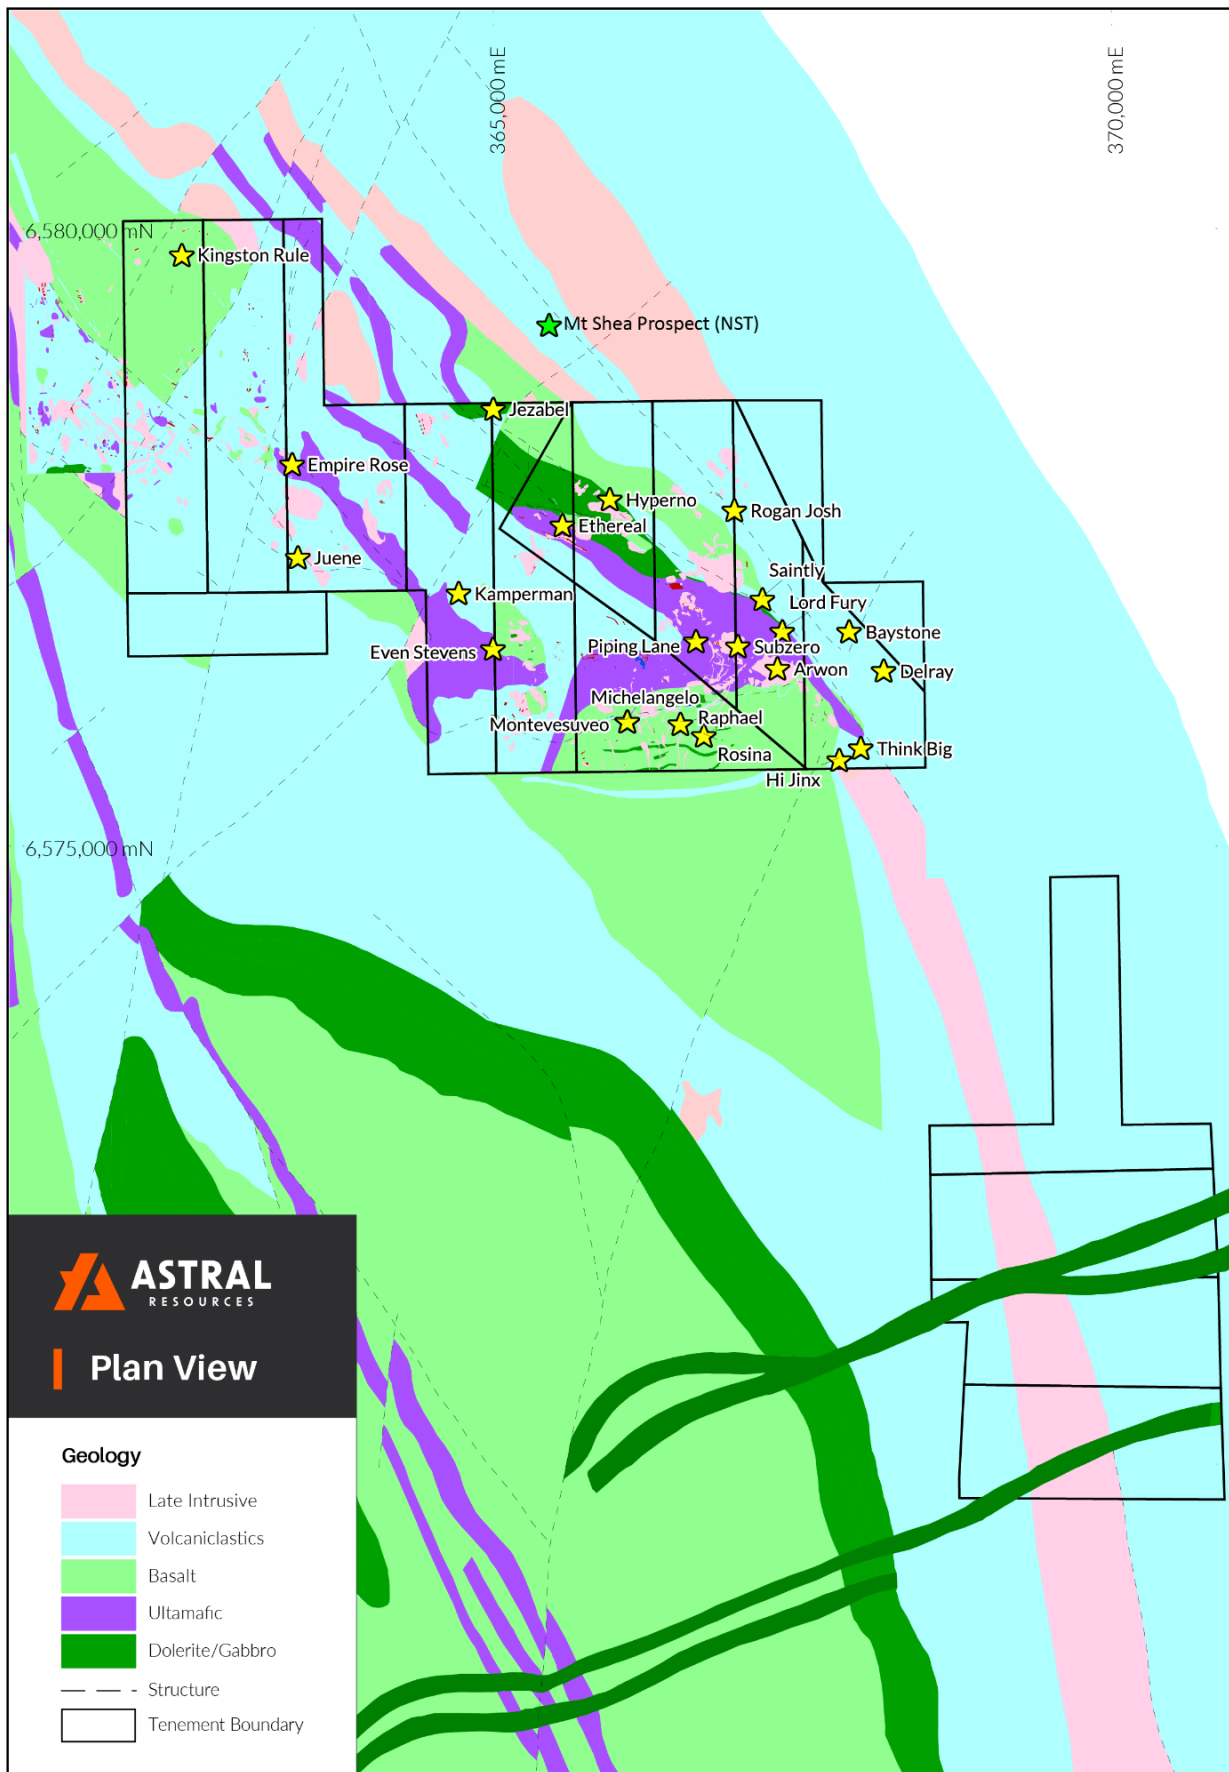 365,000 mE
370,000 mE
6,580,000 mN
Kingston Rule
Mt Shea Prospect (NST)
Jezabel
Empire Rose
Hyperno
Rogan Josh
Ethereal
Juene
Saintly
Kamperman
Lord Fury
Baystone
Even Stevens
Piping Lane
Subzero
Arwon
Delray
Michelangelo
Montevesuveo
Raphael
Rosina
Think Big
Hi Jinx
6,575,000 mN
ASTRAL
RESOURCES
Plan View
Geology
Late Intrusive
Volcaniclastics
Basalt
Ultamafic
Dolerite/Gabbro
Structure
Tenement Boundary